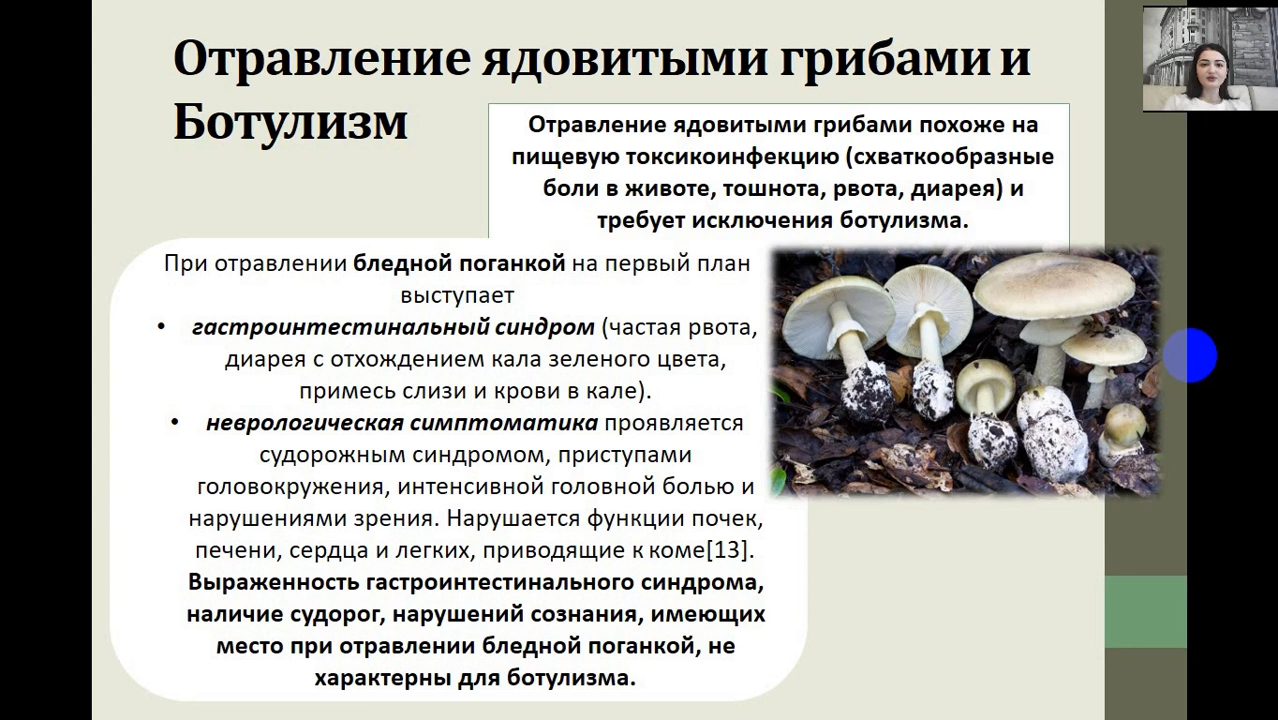 Отравление ядовитыми грибами и
Ботулизм
Отравление ядовитыми грибами похоже на
пищевую токсикоинфекцию (схваткообразные
боли в животе, тошнота, рвота, диарея) и
требует исключения ботулизма.
При отравлении бледной поганкой на первый план
выступает
• гастроинтестинальный синдром (частая рвота,
диарея с отхождением кала зеленого цвета,
примесь слизи и крови в кале).
• неврологическая симптоматика проявляется
судорожным синдромом, приступами
головокружения, интенсивной головной болью и
нарушениями зрения. Нарушается функции почек,
печени, сердца и легких, приводящие к коме[13].
Выраженность гастроинтестинального синдрома,
наличие судорог, нарушений сознания, имеющих
место при отравлении бледной поганкой, не
характерны для ботулизма.